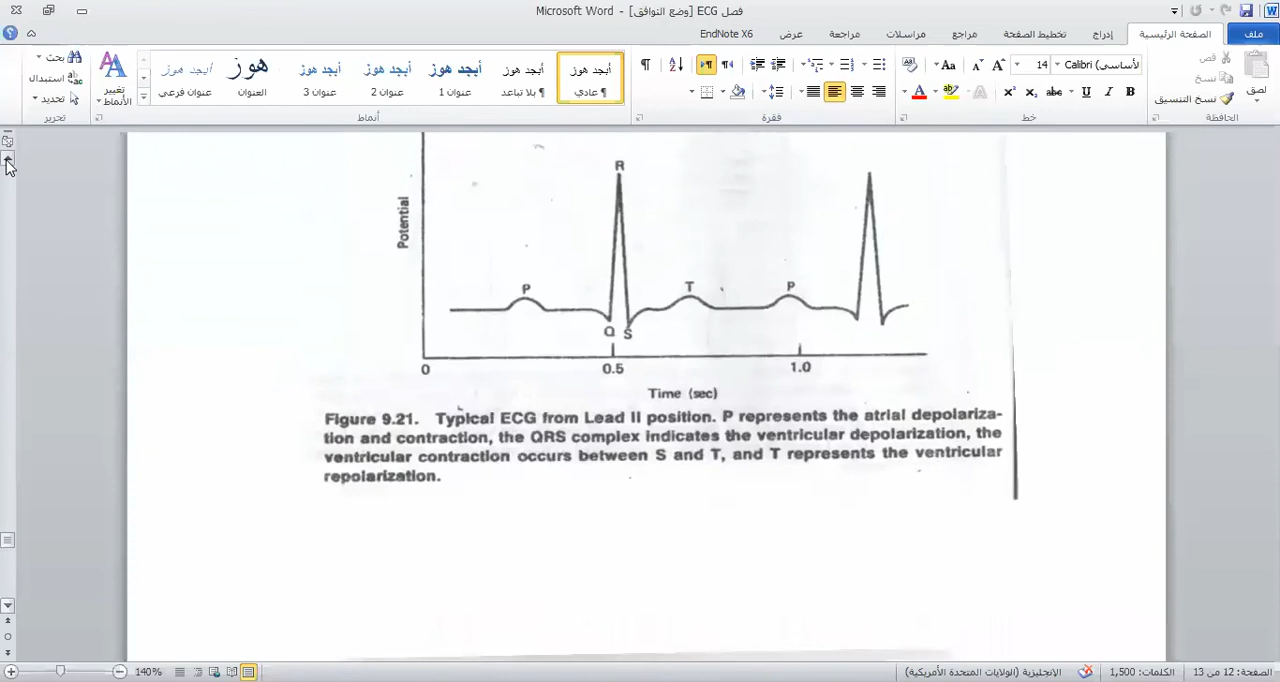 فصل ECG [وضع التوافق] - Microsoft Word
ملف
الصفحة الرئيسية
إدراج
تخطيط الصفحة
مراجع
مراسلات
مراجعة
عرض
EndNote X6
لصق
قص
نسخ
نسخ التنسيق
الحافظة
Calibri (الأساسي)
14
خط
فقرة
أبجد هوز
عادي
أبجد هوز
بلا تباعد
أبجد هوز
عنوان 1
أبجد هوز
عنوان 2
أبجد هوز
عنوان 3
هوز
العنوان
أبجد هوز
عنوان فرعي
تغيير
الأنماط
أنماط
بحث
استبدال
تحديد
تحرير
Potential
R
P
Q
S
T
P
0
0.5
1.0
Time (sec)
Figure 9.21. Typical ECG from Lead II position. P represents the atrial depolariza-
tion and contraction, the QRS complex indicates the ventricular depolarization, the
ventricular contraction occurs between S and T, and T represents the ventricular
repolarization.
الصفحة: 12 من 13
الكلمات: 1,500
الإنجليزية (الولايات المتحدة الأمريكية)
140%